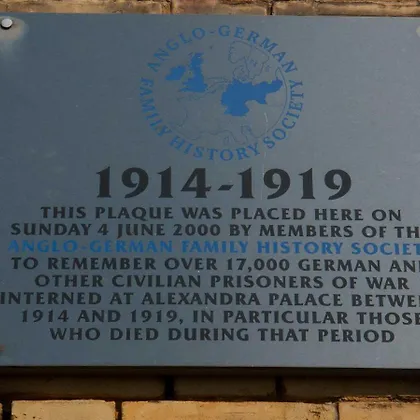 ANGLO-GERMAN
FAMILY HISTORY SOCIETY
1914-1919
THIS PLAQUE WAS PLACED HERE ON
SUNDAY 4 JUNE 2000 BY MEMBERS OF TH
ANGLO-GERMAN FAMILY HISTORY SOCIET
TO REMEMBER OVER 17,000 GERMAN AN
OTHER CIVILIAN PRISONERS OF WAR
INTERNED AT ALEXANDRA PALACE BETWE
1914 AND 1919, IN PARTICULAR THOSE
WHO DIED DURING THAT PERIOD